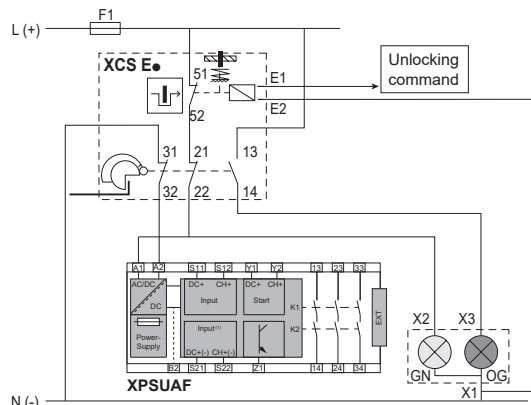 F1
L (+)
XCS E●
51
E1
Unlocking
command
E2
52
31
21
13
32
22
14
A1 A2 S11 S12 Y1 Y2 13 23 33
AC/DC
DC
DC+ CH+
Input
DC+ CH+
Start
K1
Power-
Supply
Input(1)
DC+(-) CH+(-)
K2
EXT
B2 S21 S22 Z1 14 24 34
XPSUAF
X2 X3
GN OG
X1
N (-)